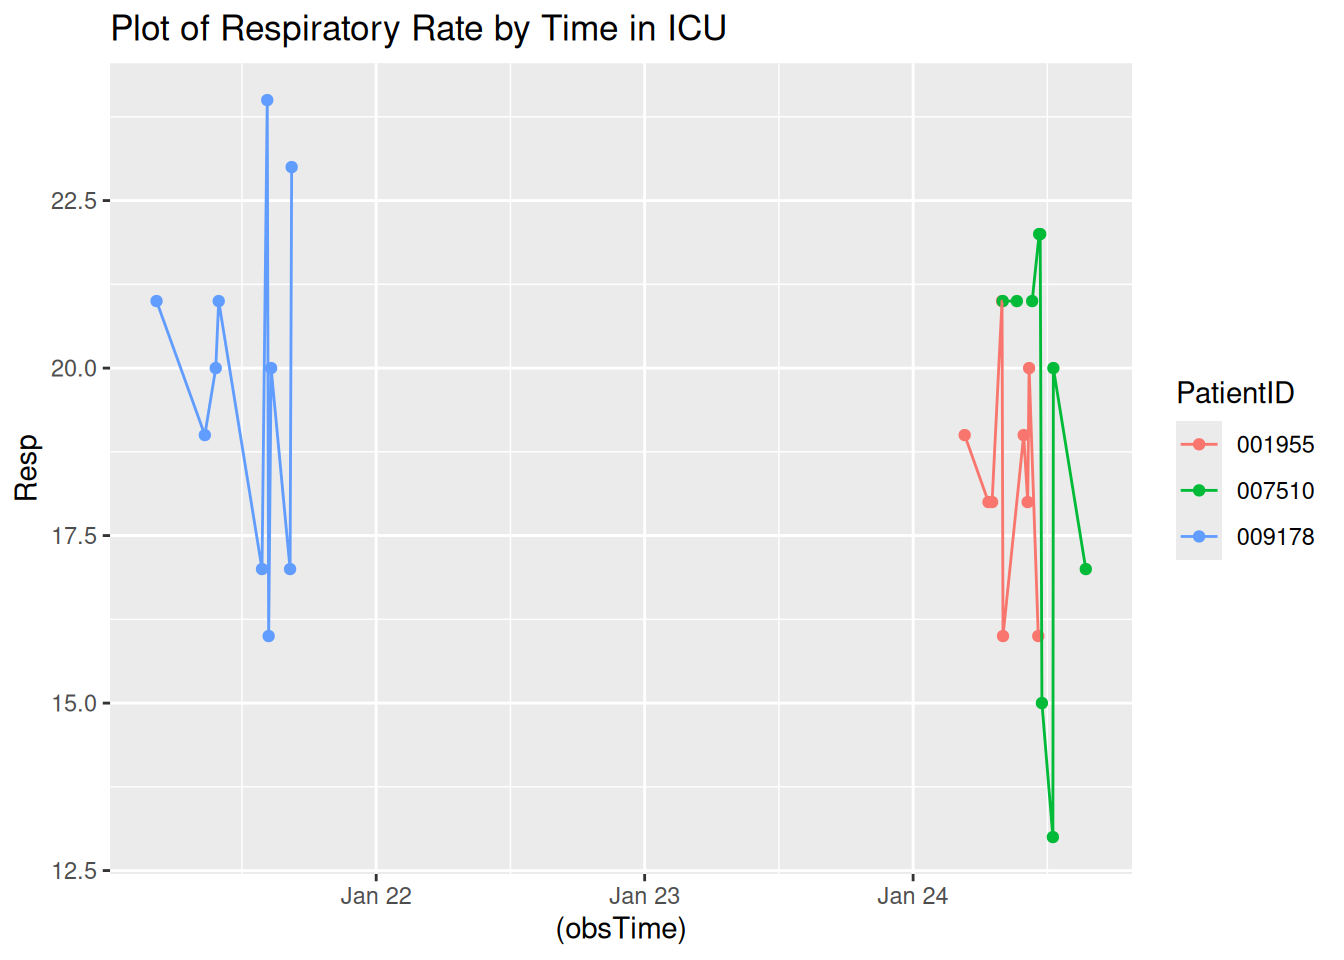 Plot of Respiratory Rate by Time in ICU
22.5
20.0
17.5
15.0
12.5
Resp
Jan 22 Jan 23 Jan 24
(obsTime)
PatientID
001955
007510
009178